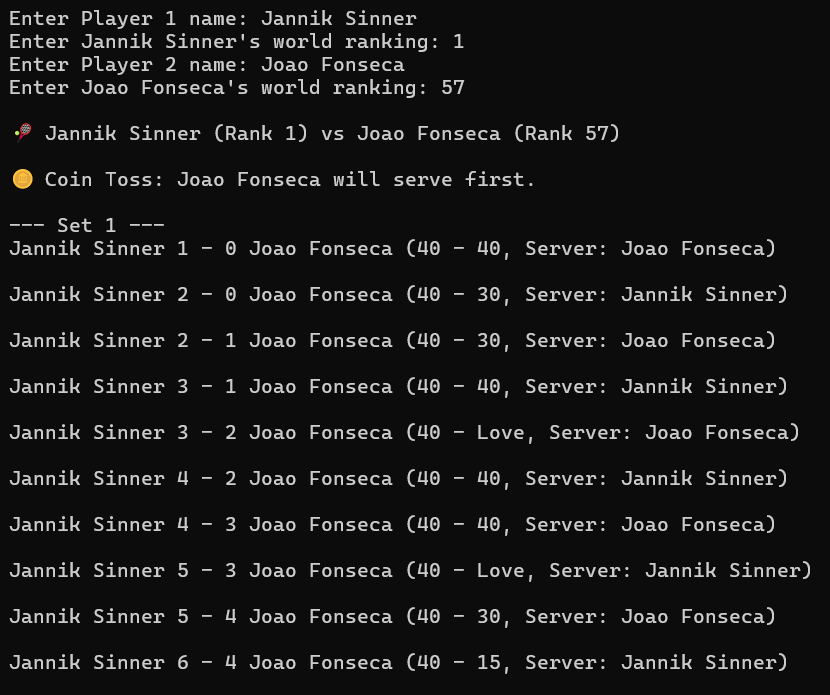 Enter Player 1 name: Jannik Sinner
Enter Jannik Sinner's world ranking: 1
Enter Player 2 name: Joao Fonseca
Enter Joao Fonseca's world ranking: 57
🎾 Jannik Sinner (Rank 1) vs Joao Fonseca (Rank 57)
🪙 Coin Toss: Joao Fonseca will serve first.
--- Set 1 ---
Jannik Sinner 1 - 0 Joao Fonseca (40 - 40, Server: Joao Fonseca)
Jannik Sinner 2 - 0 Joao Fonseca (40 - 30, Server: Jannik Sinner)
Jannik Sinner 2 - 1 Joao Fonseca (40 - 30, Server: Joao Fonseca)
Jannik Sinner 3 - 1 Joao Fonseca (40 - 40, Server: Jannik Sinner)
Jannik Sinner 3 - 2 Joao Fonseca (40 - Love, Server: Joao Fonseca)
Jannik Sinner 4 - 2 Joao Fonseca (40 - 40, Server: Jannik Sinner)
Jannik Sinner 4 - 3 Joao Fonseca (40 - 40, Server: Joao Fonseca)
Jannik Sinner 5 - 3 Joao Fonseca (40 - Love, Server: Jannik Sinner)
Jannik Sinner 5 - 4 Joao Fonseca (40 - 30, Server: Joao Fonseca)
Jannik Sinner 6 - 4 Joao Fonseca (40 - 15, Server: Jannik Sinner)